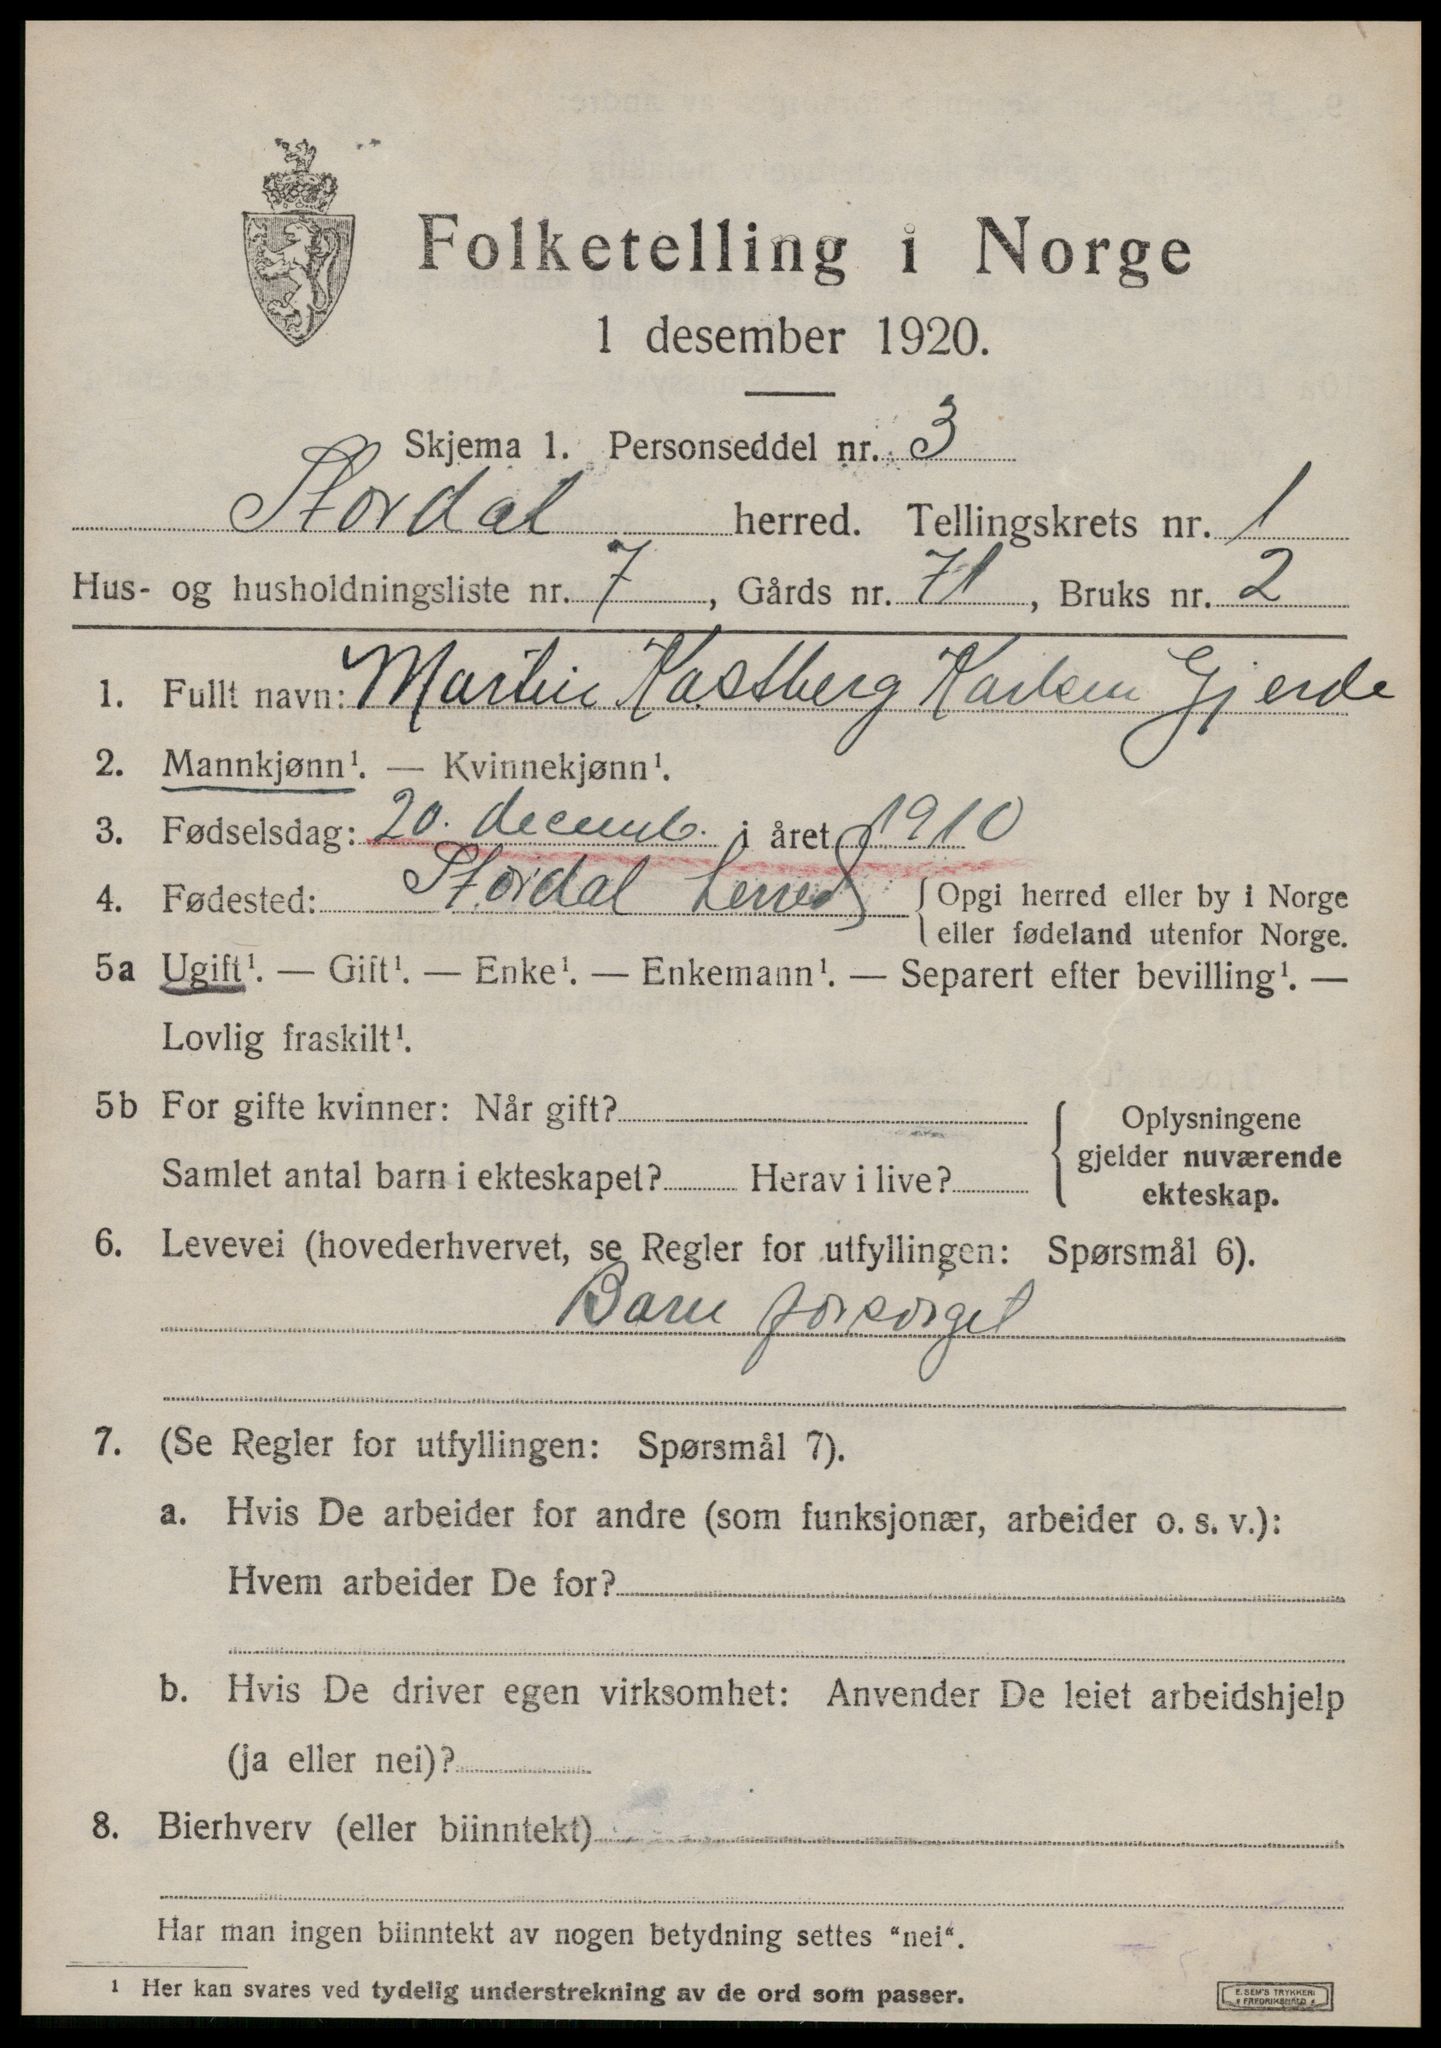 Folketelling i Norge
1 desember 1920.
Skjema 1. Personseddel nr. 3
Stordal herred. Tellingskrets nr. 1
Hus- og husholdningsliste nr. 7, Gårds nr. 71, Bruks nr. 2
1. Fullt navn: Martin Kastberg Karlsen Gjerde
2. Mannkjønn¹. — Kvinnekjønn¹.
3. Fødselsdag: 20. decemb. i året 1910
4. Fødested: Stordal herred { Opgi herred eller by i Norge
eller fødeland utenfor Norge.
5a Ugift¹. — Gift¹. — Enke¹. — Enkemann¹. — Separert efter bevilling¹. —
Lovlig fraskilt¹.
5b For gifte kvinner: Når gift? { Oplysningene
gjelder nuværende
Samlet antal barn i ekteskapet? Herav i live?
ekteskap.
6. Levevei (hovederhvervet, se Regler for utfyllingen: Spørsmål 6).
Barn forsørget
7. (Se Regler for utfyllingen: Spørsmål 7).
a. Hvis De arbeider for andre (som funksjonær, arbeider o. s. v.):
Hvem arbeider De for?
b. Hvis De driver egen virksomhet: Anvender De leiet arbeidshjelp
(ja eller nei)?
8. Bierhverv (eller biinntekt)
Har man ingen biinntekt av nogen betydning settes "nei".
¹ Her kan svares ved tydelig understrekning av de ord som passer.
E. SEM'S TRYKKERI
FREDRIKSHALD